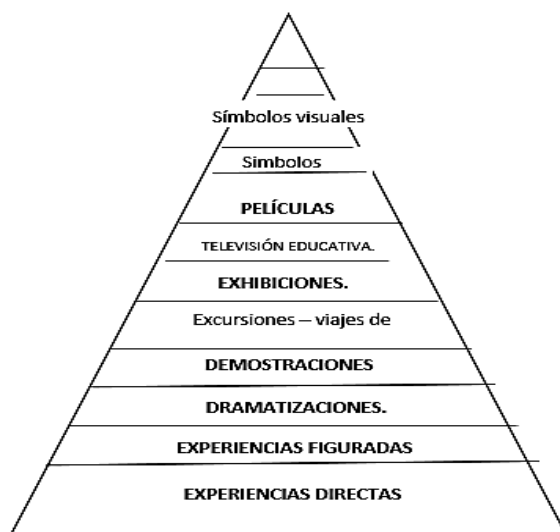 Símbolos visuales
Simbolos
PELÍCULAS
TELEVISIÓN EDUCATIVA.
EXHIBICIONES.
Excursiones – viajes de
DEMOSTRACIONES
DRAMATIZACIONES.
EXPERIENCIAS FIGURADAS
EXPERIENCIAS DIRECTAS